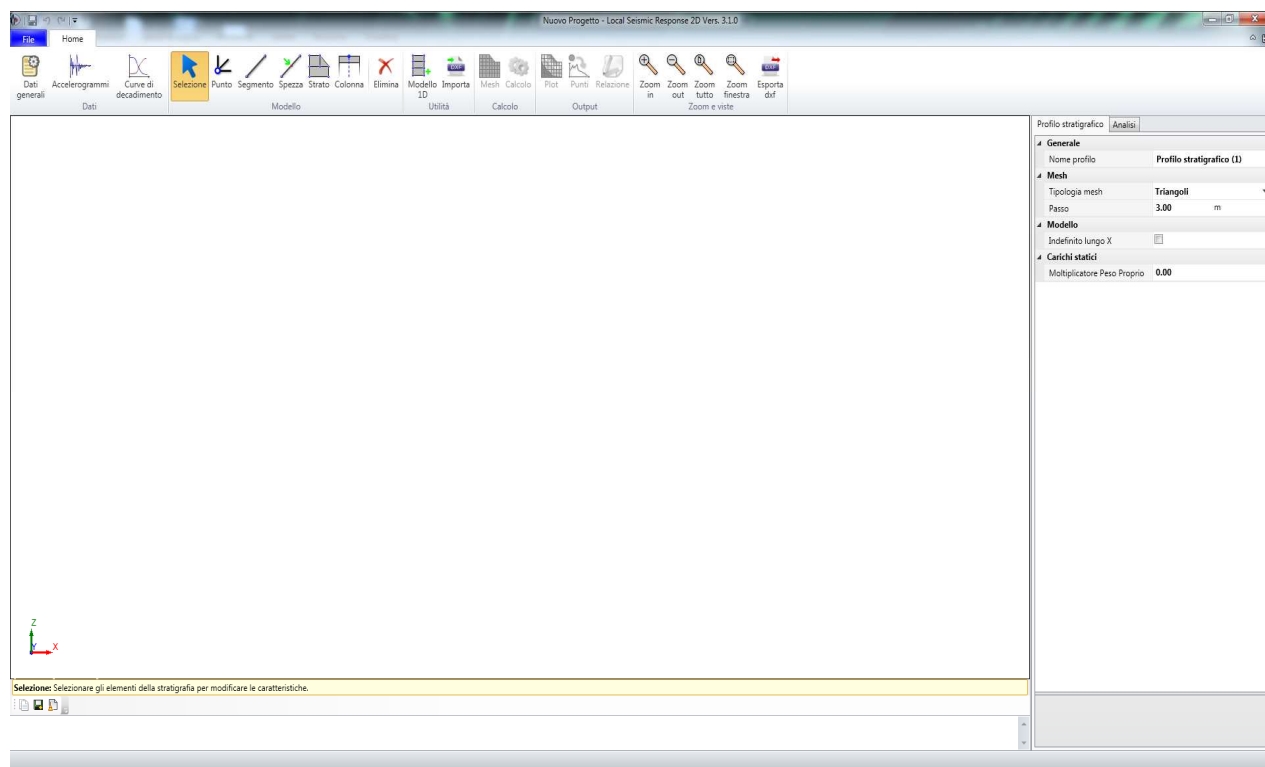 Nuovo Progetto - Local Seismic Response 2D Vers. 3.1.0
File Home
Dati generali Accelerogrammi Curve di decadimento Selezione Punto Segmento Spezza Strato Colonna Elimina Modello 1D Importa Mesh Calcolo Plot Punti Relazione Zoom in Zoom out Zoom tutto Zoom finestra Esporta dxf
Dati Modello Utilità Calcolo Output Zoom e viste
Profilo stratigrafico Analisi
Generale
Nome profilo Profilo stratigrafico (1)
Mesh
Tipologia mesh Triangoli
Passo 3.00 m
Modello
Indefinito lungo X
Carichi statici
Moltiplicatore Peso Proprio 0.00
Z
Y X
Selezione: Selezionare gli elementi della stratigrafia per modificare le caratteristiche.